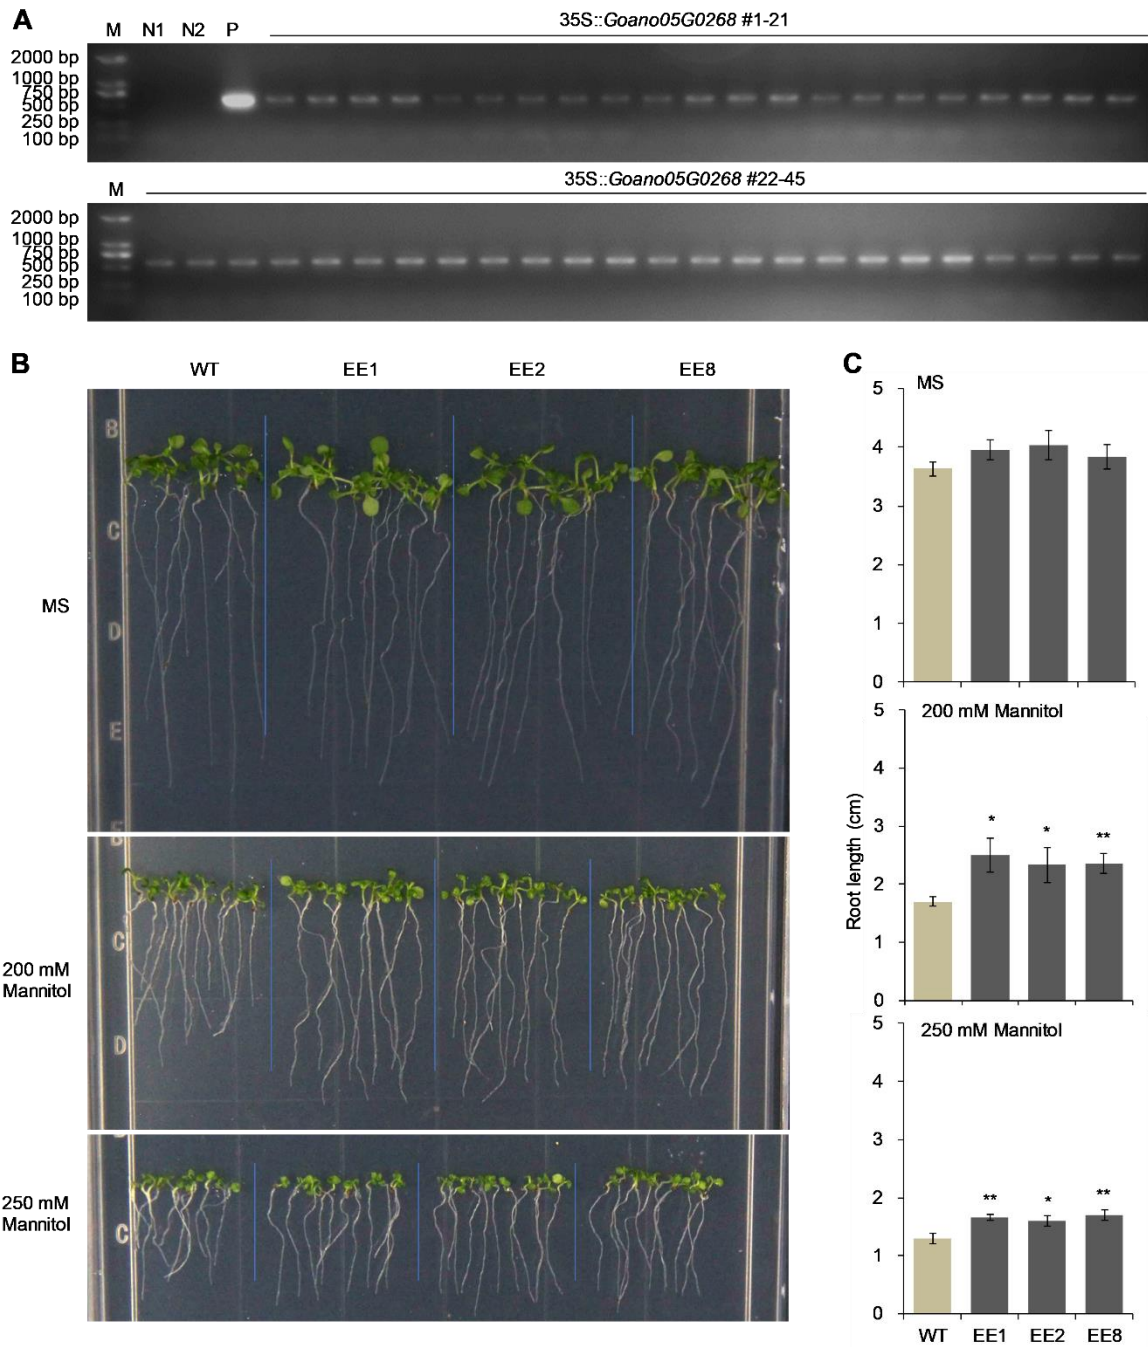 A
35S::Goano05G0268 #1-21
M N1 N2 P
2000 bp
1000 bp
750 bp
500 bp
250 bp
100 bp
35S::Goano05G0268 #22-45
M
2000 bp
1000 bp
750 bp
500 bp
250 bp
100 bp
B
WT EE1 EE2 EE8
MS
B
C
D
E
200 mM
Mannitol
C
D
250 mM
Mannitol
C
C
MS
5
4
3
2
1
0
200 mM Mannitol
5
4
3
2
1
0
* * **
Root length (cm)
250 mM Mannitol
5
4
3
2
1
0
** * **
WT EE1 EE2 EE8